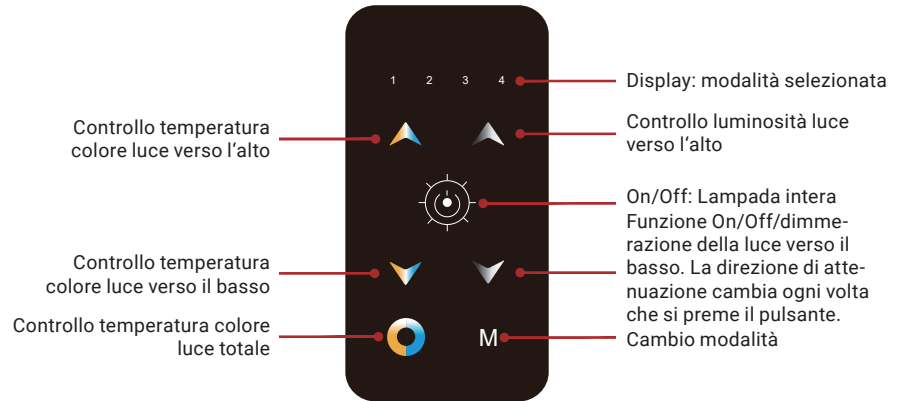 1 2 3 4
Display: modalità selezionata
Controllo temperatura
colore luce verso l‘alto
Controllo luminosità luce
verso l‘alto
On/Off: Lampada intera
Funzione On/Off/dimme-
razione della luce verso il
basso. La direzione di atte-
nuazione cambia ogni volta
che si preme il pulsante.
Controllo temperatura
colore luce verso il basso
Controllo temperatura colore
luce totale
M
Cambio modalità